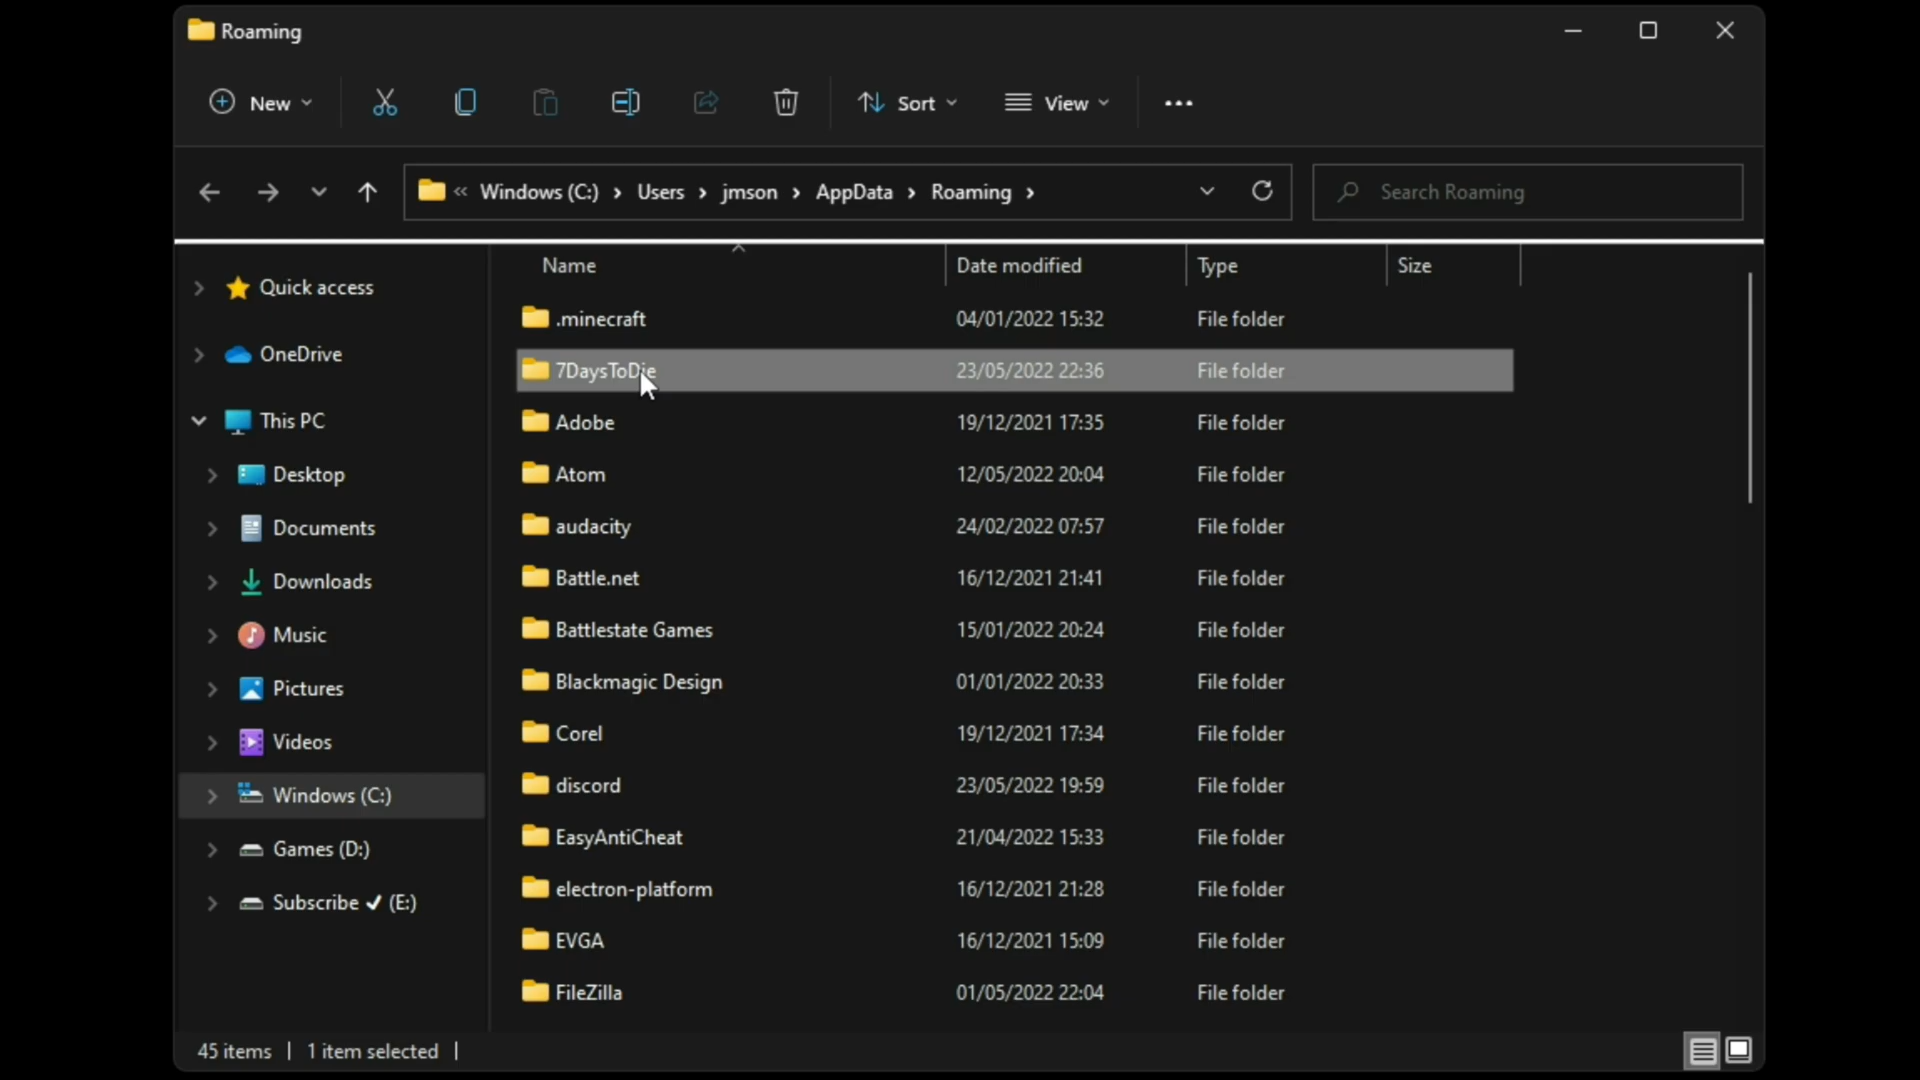 Roaming
New
Sort
View
« Windows (C:) › Users › jmson › AppData › Roaming ›
Search Roaming
Name Date modified Type Size
Quick access
OneDrive
This PC
Desktop
Documents
Downloads
Music
Pictures
Videos
Windows (C:)
Games (D:)
Subscribe ✔ (E:)
.minecraft 04/01/2022 15:32 File folder
7DaysToDie 23/05/2022 22:36 File folder
Adobe 19/12/2021 17:35 File folder
Atom 12/05/2022 20:04 File folder
audacity 24/02/2022 07:57 File folder
Battle.net 16/12/2021 21:41 File folder
Battlestate Games 15/01/2022 20:24 File folder
Blackmagic Design 01/01/2022 20:33 File folder
Corel 19/12/2021 17:34 File folder
discord 23/05/2022 19:59 File folder
EasyAntiCheat 21/04/2022 15:33 File folder
electron-platform 16/12/2021 21:28 File folder
EVGA 16/12/2021 15:09 File folder
FileZilla 01/05/2022 22:04 File folder
45 items | 1 item selected |